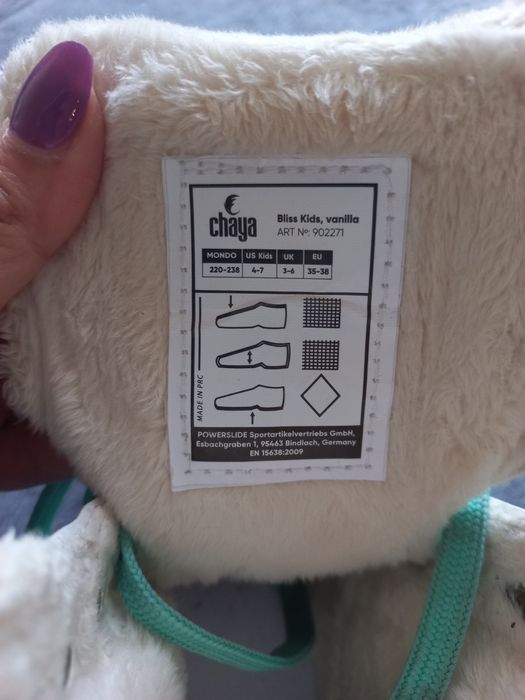 chaya
Bliss Kids, vanilla
ART Nº: 902271
MONDO US Kids UK EU
220-238 4-7 3-6 35-38
MADE IN PRC
POWERSLIDE Sportartikelvertriebs GmbH,
Esbachgraben 1, 95463 Bindlach, Germany
EN 15638:2009